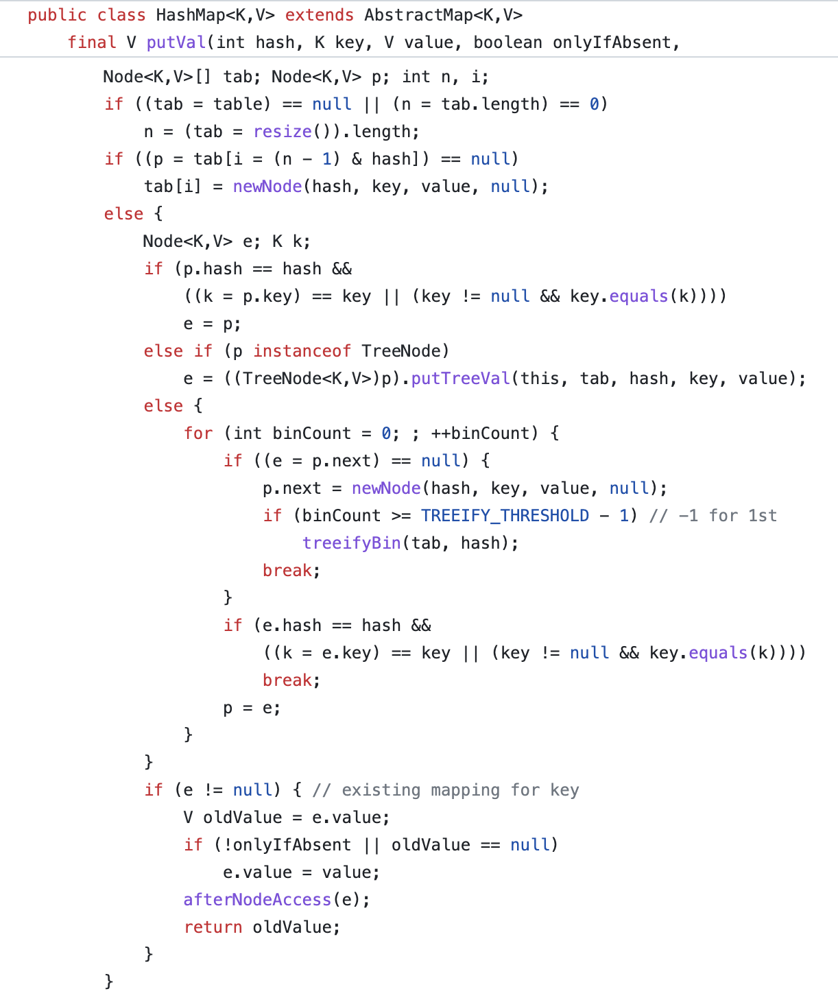 public class HashMap<K,V> extends AbstractMap<K,V>
    final V putVal(int hash, K key, V value, boolean onlyIfAbsent,
        Node<K,V>[] tab; Node<K,V> p; int n, i;
        if ((tab = table) == null || (n = tab.length) == 0)
            n = (tab = resize()).length;
        if ((p = tab[i = (n - 1) & hash]) == null)
            tab[i] = newNode(hash, key, value, null);
        else {
            Node<K,V> e; K k;
            if (p.hash == hash &&
                ((k = p.key) == key || (key != null && key.equals(k))))
                e = p;
            else if (p instanceof TreeNode)
                e = ((TreeNode<K,V>)p).putTreeVal(this, tab, hash, key, value);
            else {
                for (int binCount = 0; ; ++binCount) {
                    if ((e = p.next) == null) {
                        p.next = newNode(hash, key, value, null);
                        if (binCount >= TREEIFY_THRESHOLD - 1) // -1 for 1st
                            treeifyBin(tab, hash);
                        break;
                    }
                    if (e.hash == hash &&
                        ((k = e.key) == key || (key != null && key.equals(k))))
                        break;
                    p = e;
                }
            }
            if (e != null) { // existing mapping for key
                V oldValue = e.value;
                if (!onlyIfAbsent || oldValue == null)
                    e.value = value;
                afterNodeAccess(e);
                return oldValue;
            }
        }